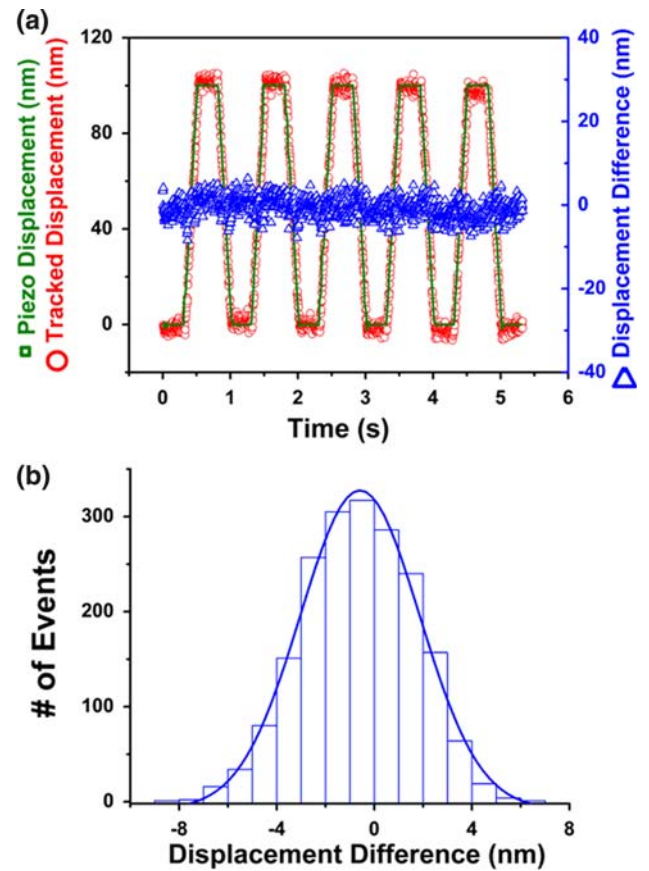 (a)
120
80
40
0
Piezo Displacement (nm)
Tracked Displacement (nm)
40
20
0
-20
-40
Displacement Difference (nm)
0 1 2 3 4 5 6
Time (s)
(b)
300
200
100
0
# of Events
-8 -4 0 4 8
Displacement Difference (nm)